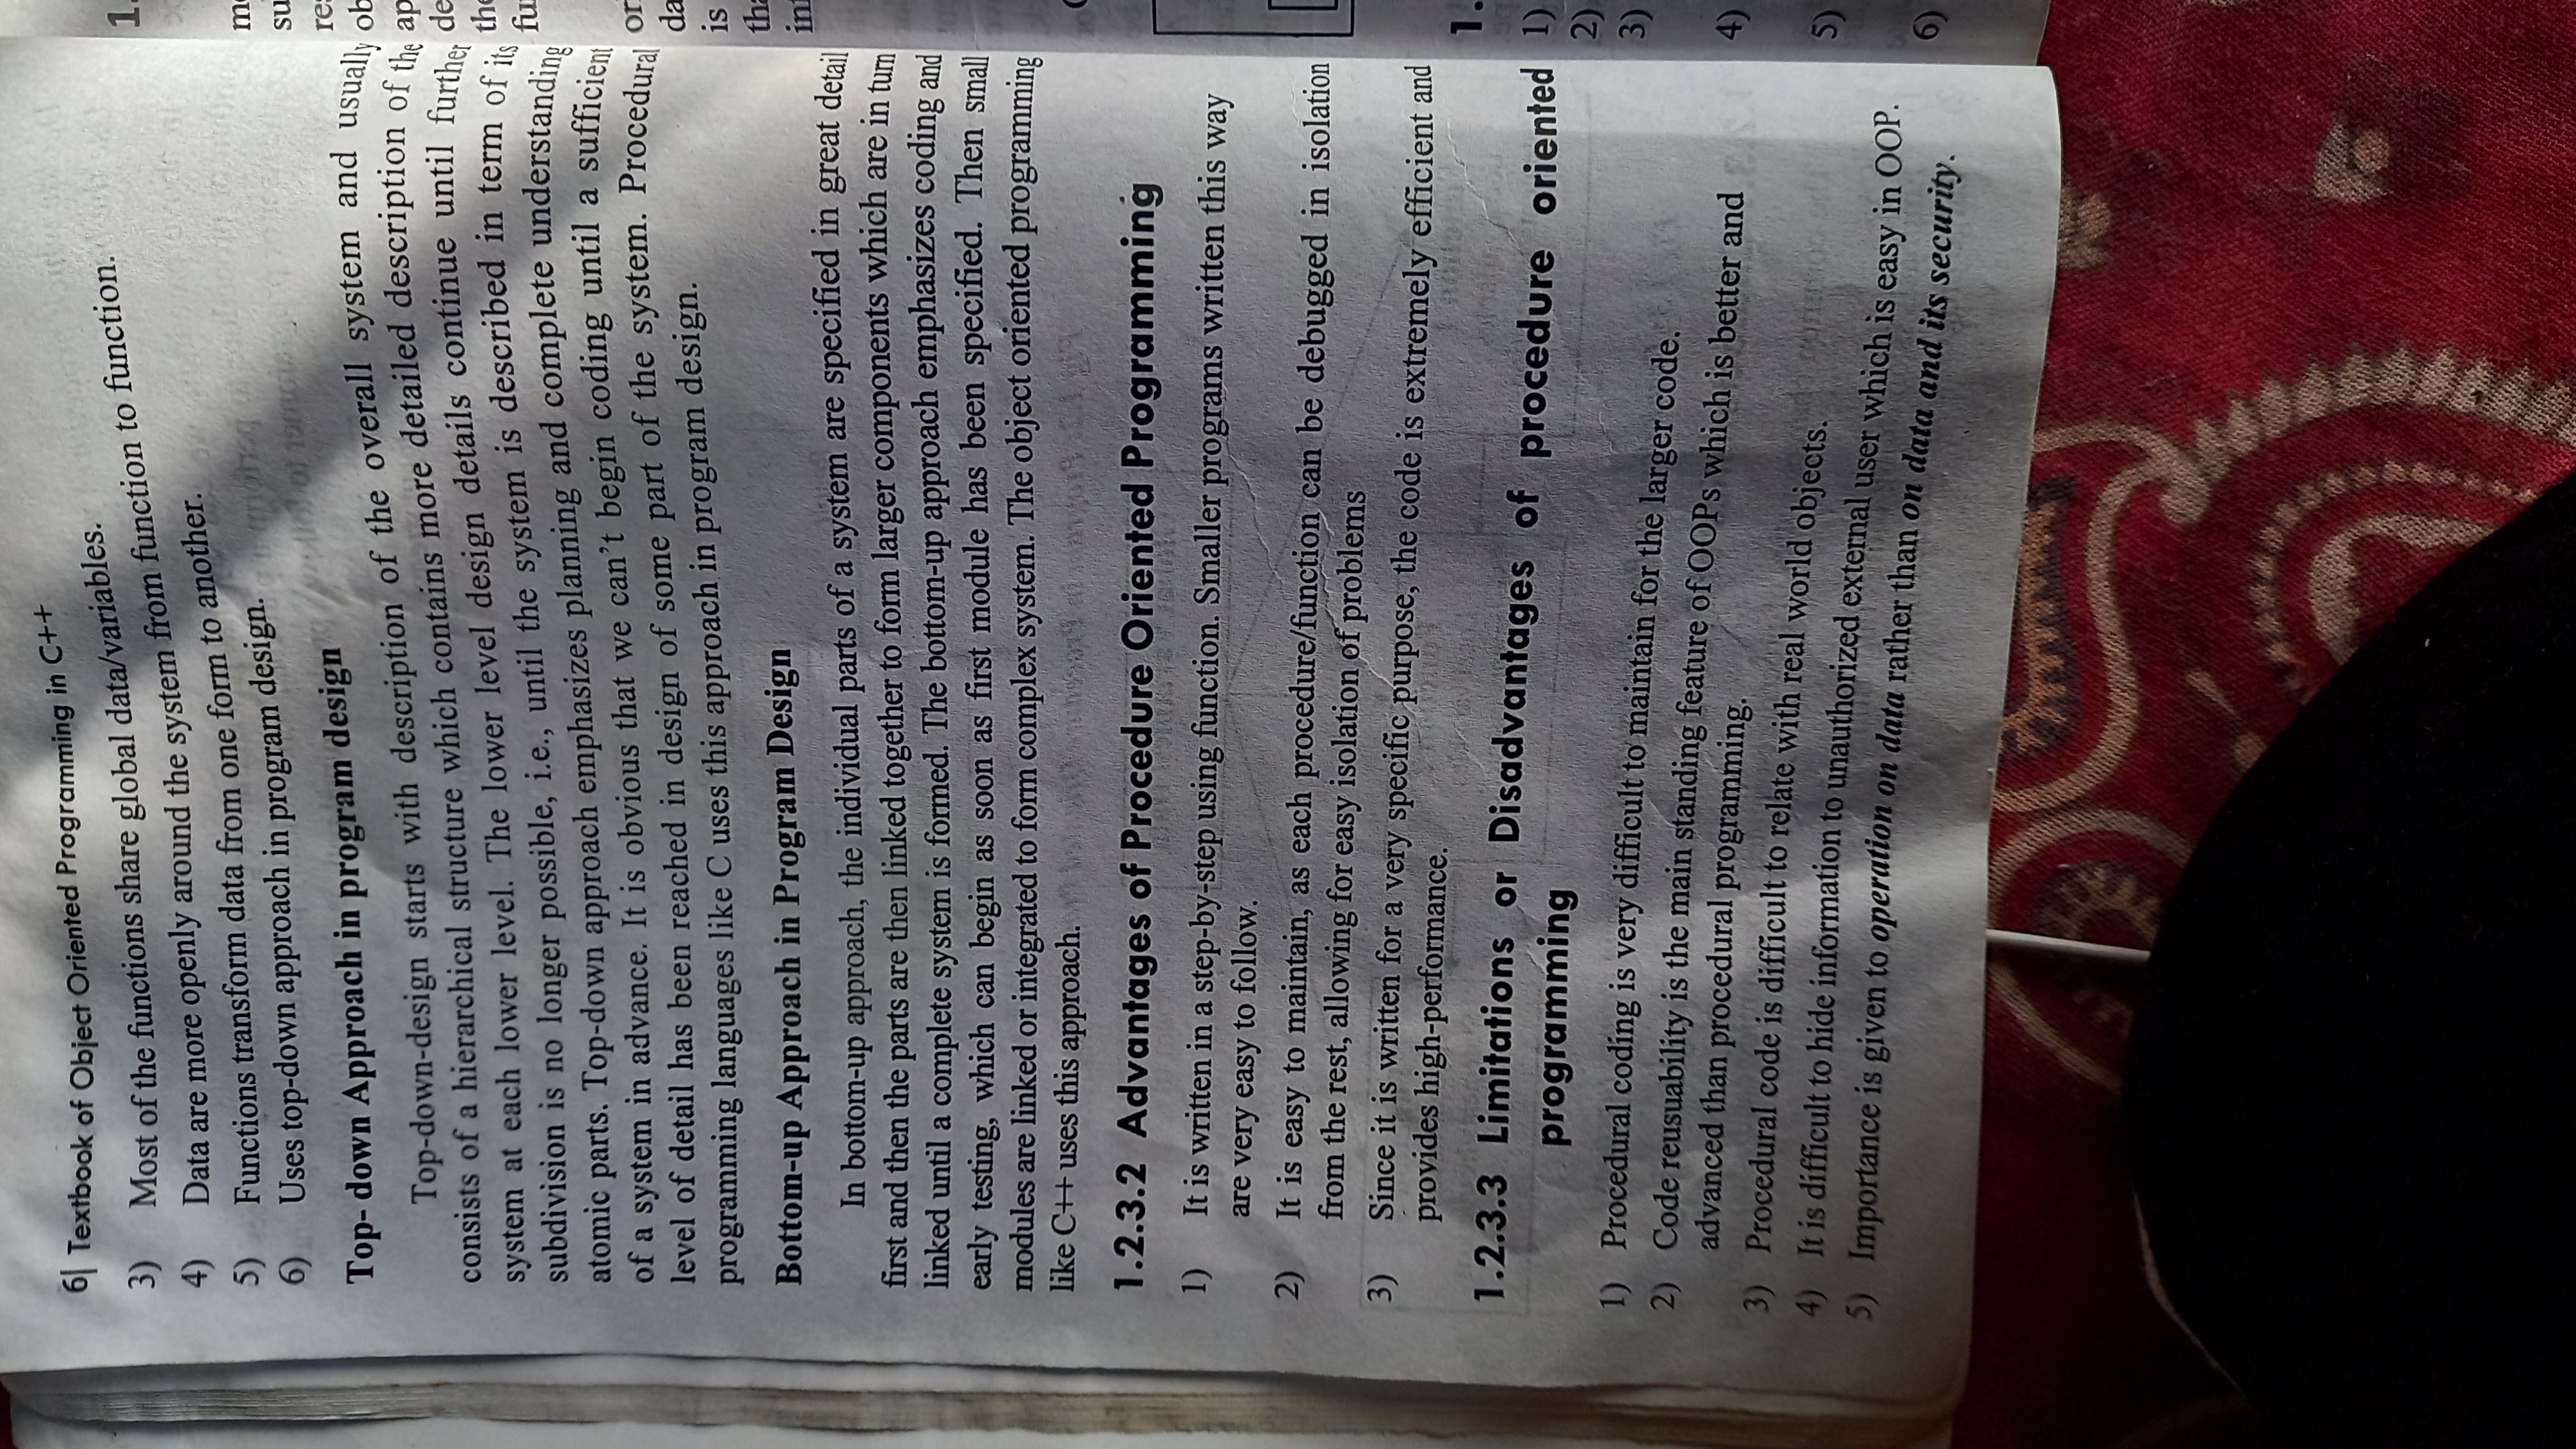 6| Textbook of Object Oriented Programming in C++
3) Most of the functions share global data/variables.
4) Data are more openly around the system from function to function.
5) Functions transform data from one form to another.
6) Uses top-down approach in program design.
Top- down Approach in program design
Top-down-design starts with description of the overall system and usually
consists of a hierarchical structure which contains more detailed description of the
system at each lower level. The lower level design details continue until further
subdivision is no longer possible, i.e., until the system is described in term of its
atomic parts. Top-down approach emphasizes planning and complete understanding
of a system in advance. It is obvious that we can't begin coding until a sufficient
level of detail has been reached in design of some part of the system. Procedural
programming languages like C uses this approach in program design.
Bottom-up Approach in Program Design
In bottom-up approach, the individual parts of a system are specified in great detail
first and then the parts are then linked together to form larger components which are in turn
linked until a complete system is formed. The bottom-up approach emphasizes coding and
early testing, which can begin as soon as first module has been specified. Then small
modules are linked or integrated to form complex system. The object oriented programming
like C++ uses this approach.
1.2.3.2 Advantages of Procedure Oriented Programming
1) It is written in a step-by-step using function. Smaller programs written this way
are very easy to follow.
2) It is easy to maintain, as each procedure/function can be debugged in isolation
from the rest, allowing for easy isolation of problems
3) Since it is written for a very specific purpose, the code is extremely efficient and
provides high-performance.
1.2.3.3 Limitations or Disadvantages of procedure oriented
programming
1) Procedural coding is very difficult to maintain for the larger code.
2) Code reusuability is the main standing feature of OOPs which is better and
advanced than procedural programming.
3) Procedural code is difficult to relate with real world objects.
4) It is difficult to hide information to unauthorized external user which is easy in OOP.
5) Importance is given to operation on data rather than on data and its security.
1.
su
ob
ap
de
or
da
is
1.
1)
2)
3)
4)
5)
6)